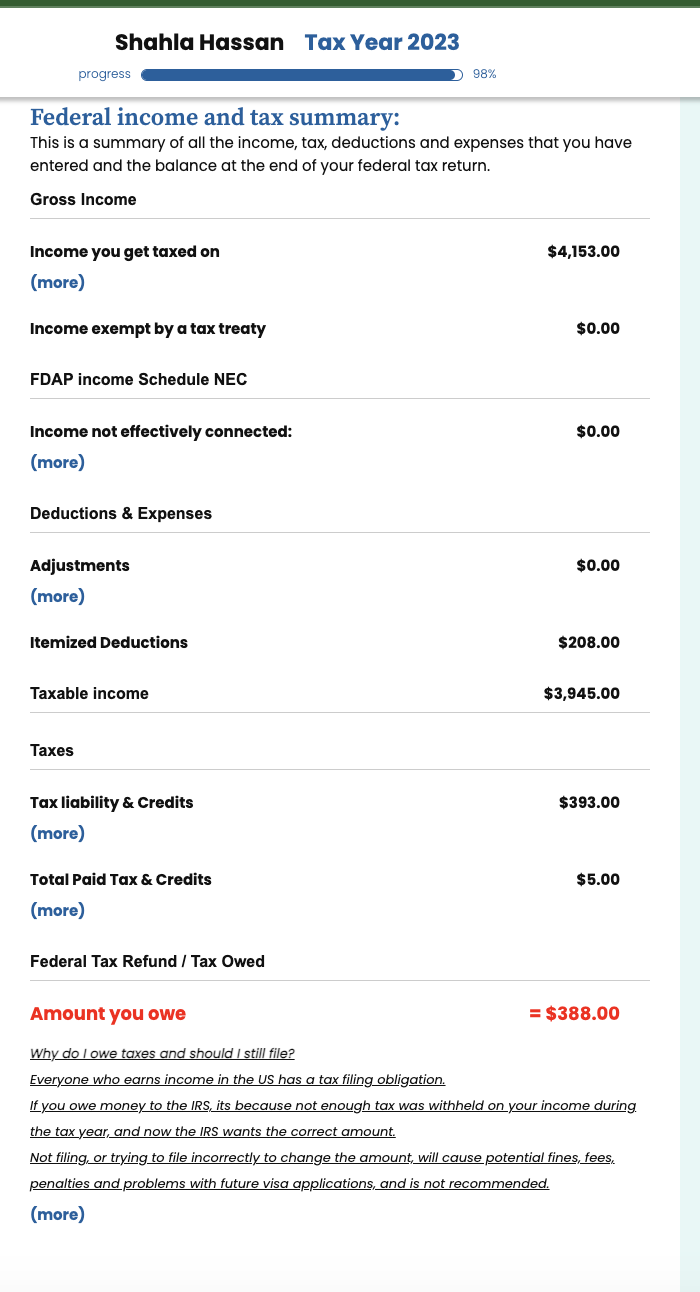 Shahla Hassan Tax Year 2023
progress 98%
Federal income and tax summary:
This is a summary of all the income, tax, deductions and expenses that you have
entered and the balance at the end of your federal tax return.
Gross Income
Income you get taxed on $4,153.00
(more)
Income exempt by a tax treaty $0.00
FDAP income Schedule NEC
Income not effectively connected: $0.00
(more)
Deductions & Expenses
Adjustments $0.00
(more)
Itemized Deductions $208.00
Taxable income $3,945.00
Taxes
Tax liability & Credits $393.00
(more)
Total Paid Tax & Credits $5.00
(more)
Federal Tax Refund / Tax Owed
Amount you owe = $388.00
Why do I owe taxes and should I still file?
Everyone who earns income in the US has a tax filing obligation.
If you owe money to the IRS, its because not enough tax was withheld on your income during
the tax year, and now the IRS wants the correct amount.
Not filing, or trying to file incorrectly to change the amount, will cause potential fines, fees,
penalties and problems with future visa applications, and is not recommended.
(more)